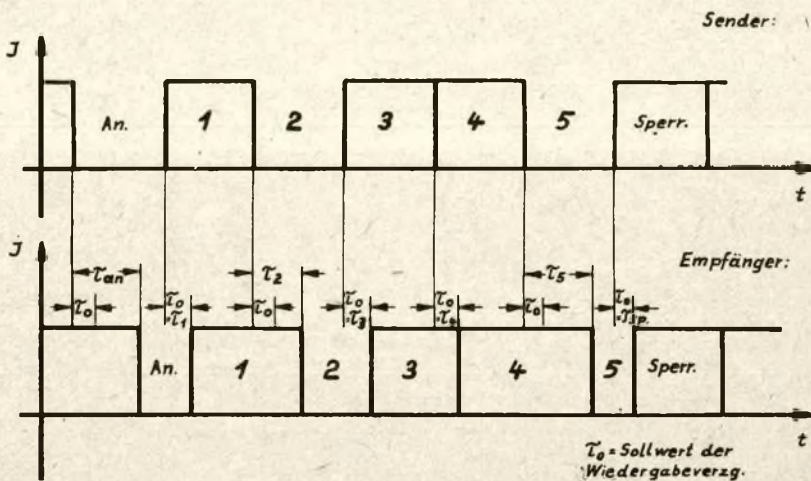 Sender:
J
An. 1 2 3 4 5 Sperr.
t
J
Empfänger:
τan τ2 τ5
τo τo =τ1 τo τo =τ3 τo =τ4 τo τo =τSp.
An. 1 2 3 4 5 Sperr.
t
τo = Sollwert der
Wiedergabeverzg.